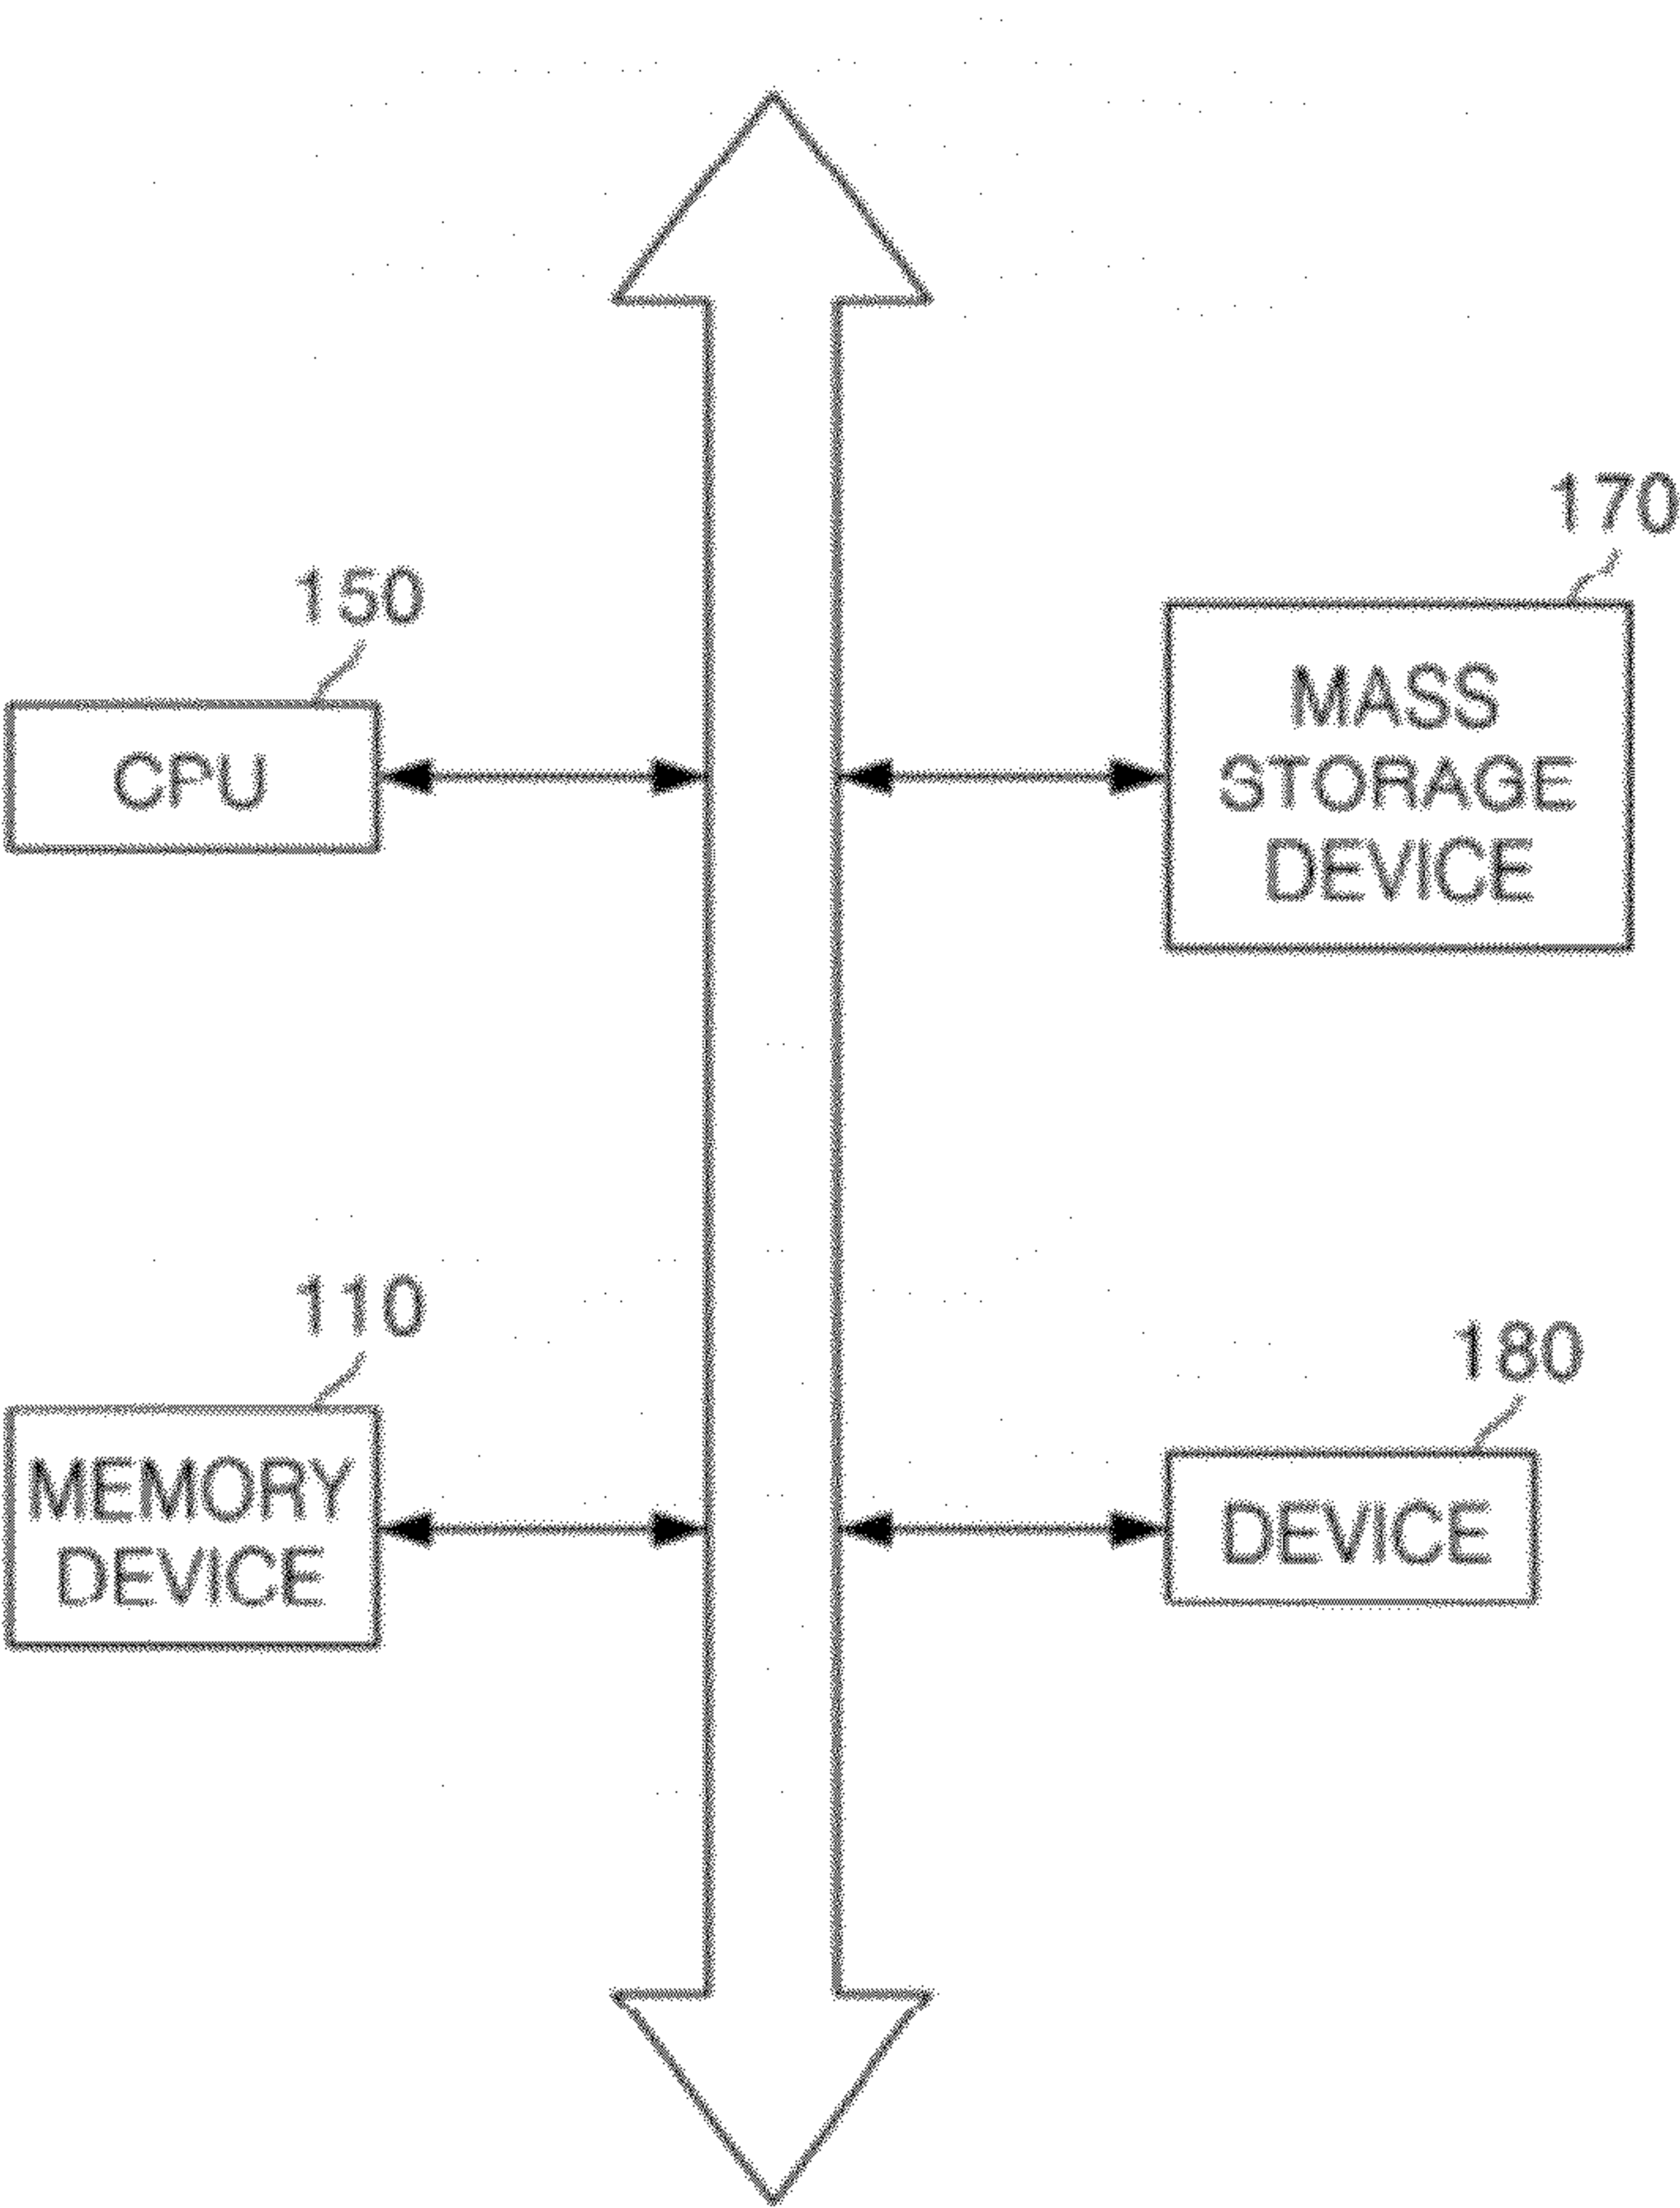 170
150
MASS
STORAGE
DEVICE
CPU
110
180
MEMORY
DEVICE
DEVICE